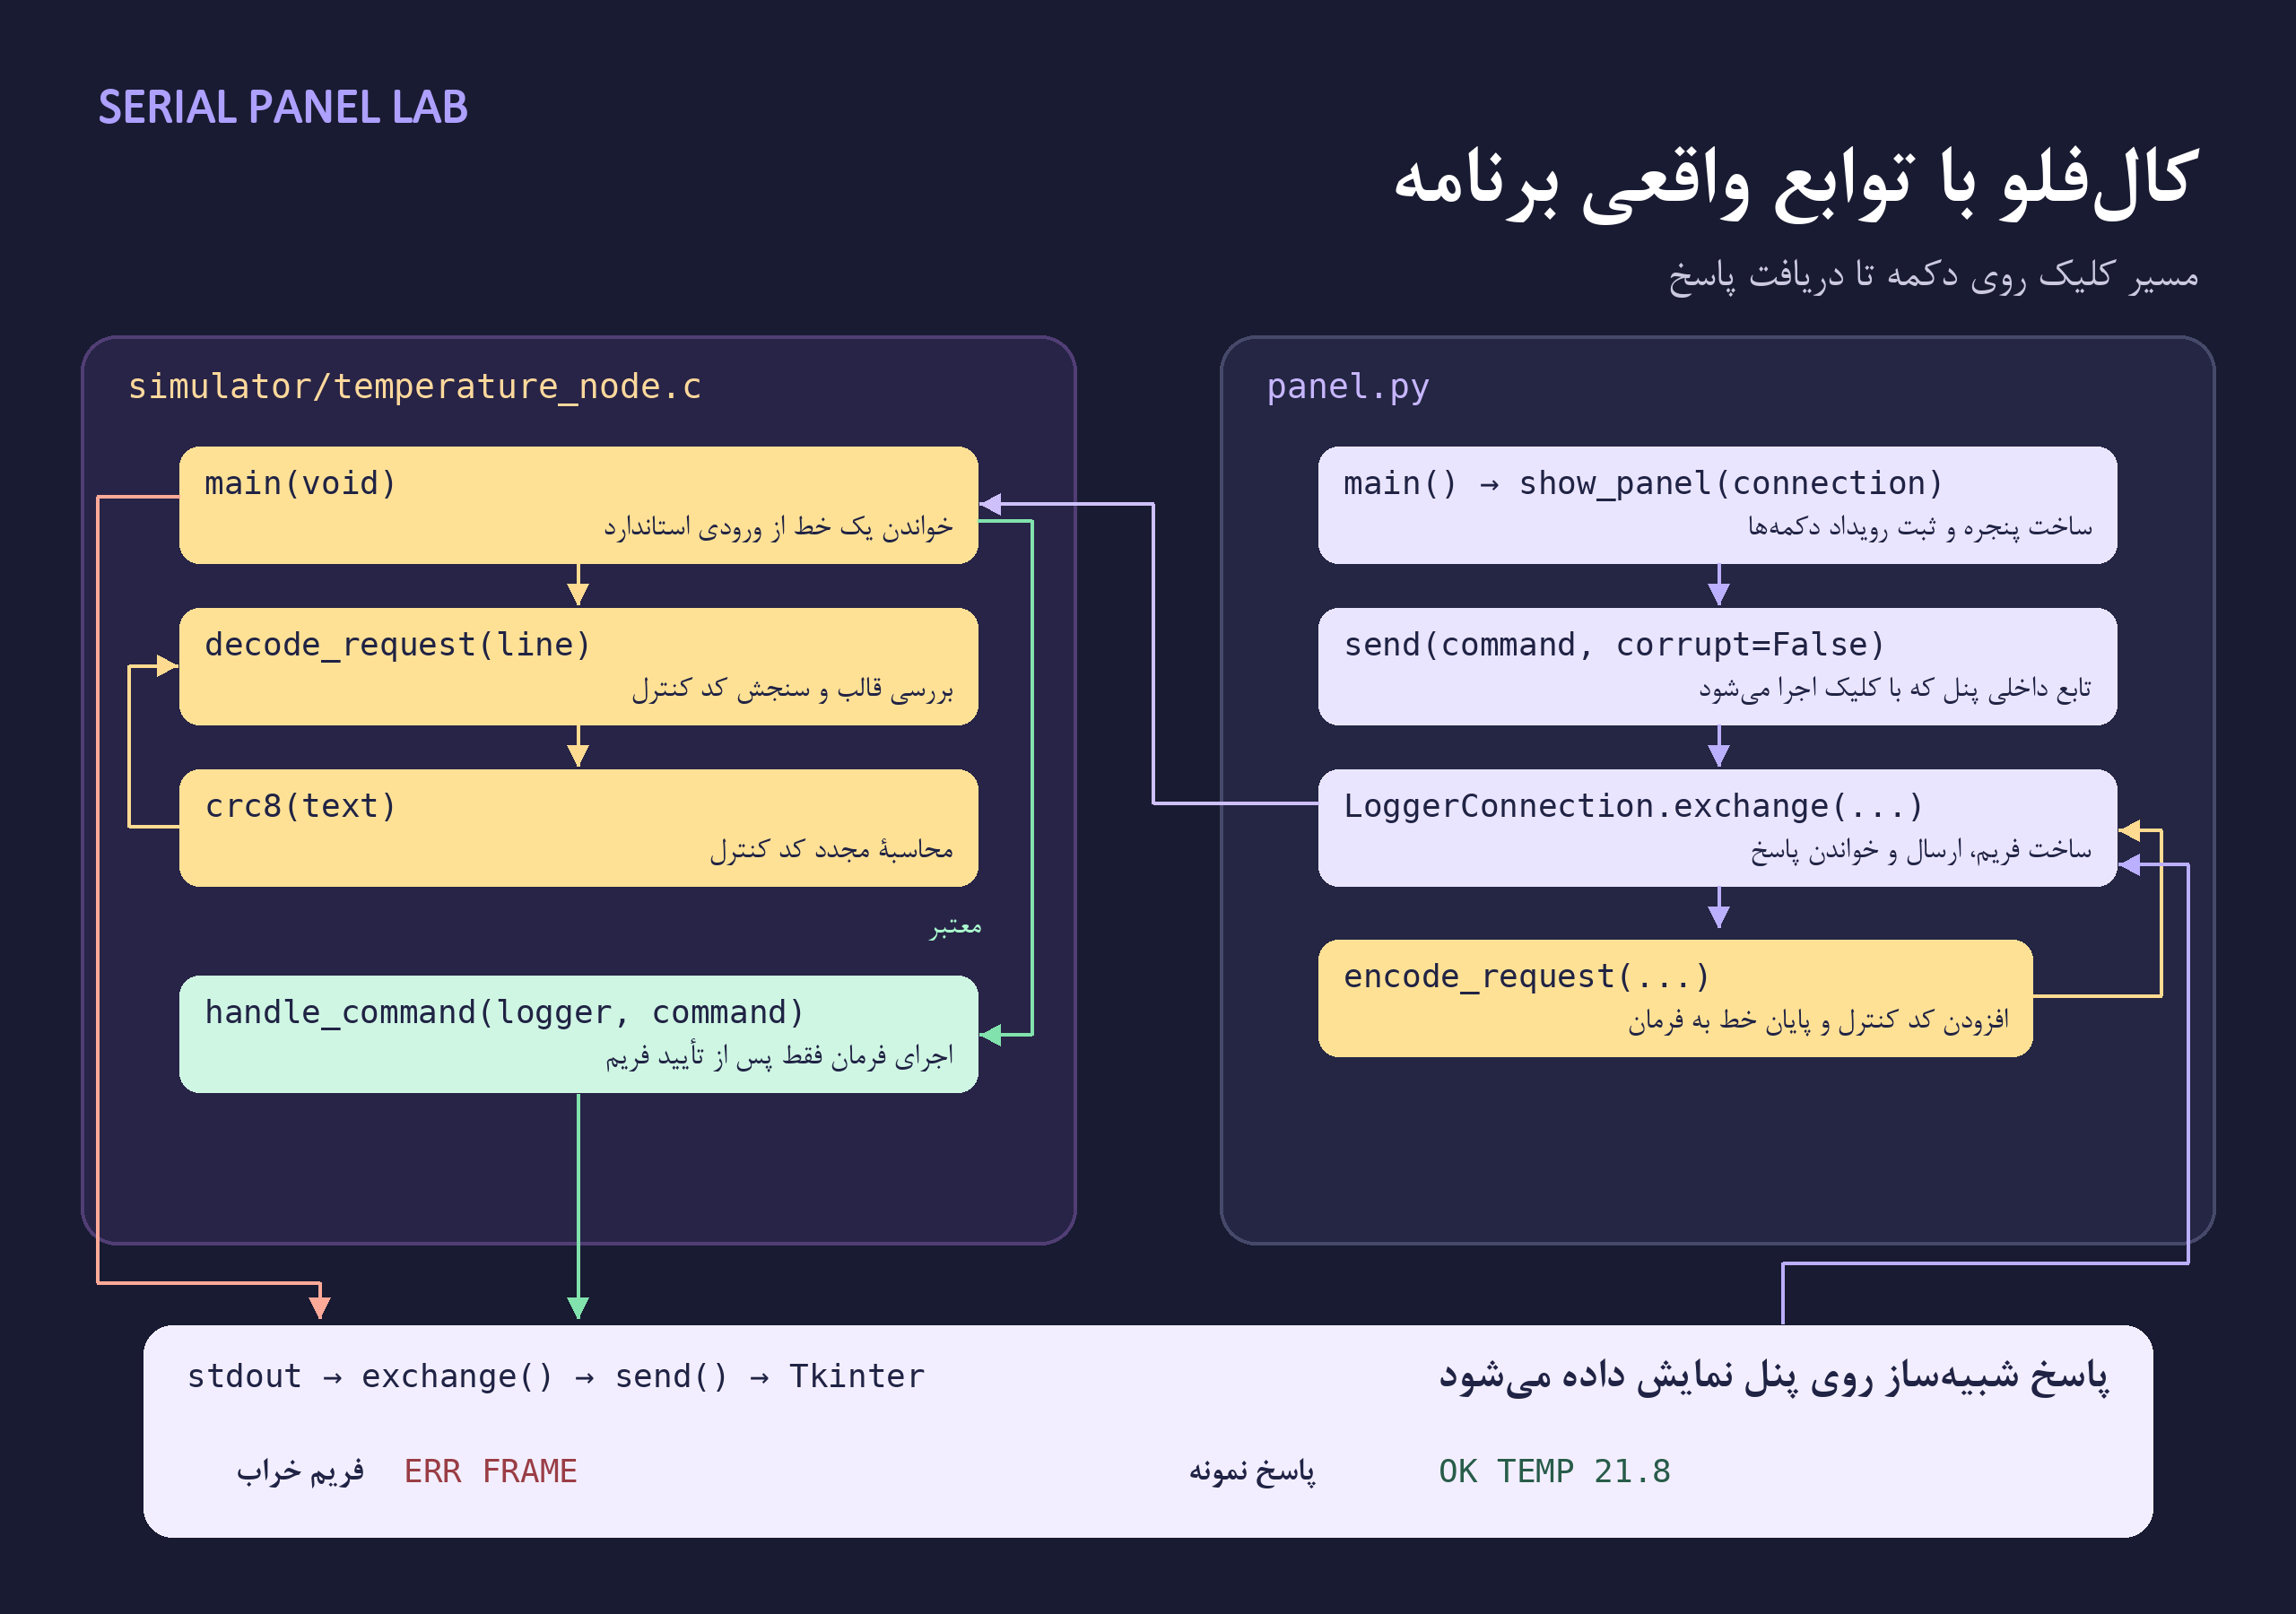 SERIAL PANEL LAB
کال‌فلو با توابع واقعی برنامه
مسیر کلیک روی دکمه تا دریافت پاسخ
panel.py
main() → show_panel(connection)
ساخت پنجره و ثبت رویداد دکمه‌ها
send(command, corrupt=False)
تابع داخلی پنل که با کلیک اجرا می‌شود
LoggerConnection.exchange(...)
ساخت فریم، ارسال و خواندن پاسخ
encode_request(...)
افزودن کد کنترل و پایان خط به فرمان
simulator/temperature_node.c
main(void)
خواندن یک خط از ورودی استاندارد
decode_request(line)
بررسی قالب و سنجش کد کنترل
crc8(text)
محاسبهٔ مجدد کد کنترل
معتبر
handle_command(logger, command)
اجرای فرمان فقط پس از تأیید فریم
پاسخ شبیه‌ساز روی پنل نمایش داده می‌شود
stdout → exchange() → send() → Tkinter
OK TEMP 21.8
پاسخ نمونه
ERR FRAME
فریم خراب